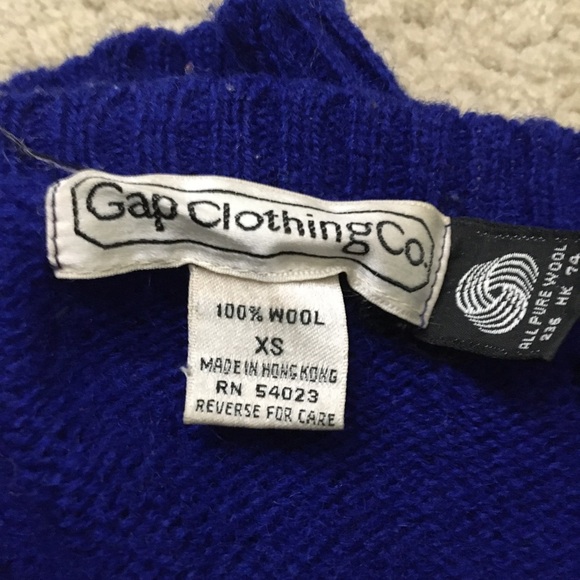 Gap Clothing Co.
100% WOOL
XS
MADE IN HONG KONG
RN 54023
REVERSE FOR CARE
ALL PURE WOOL
236 HK 74